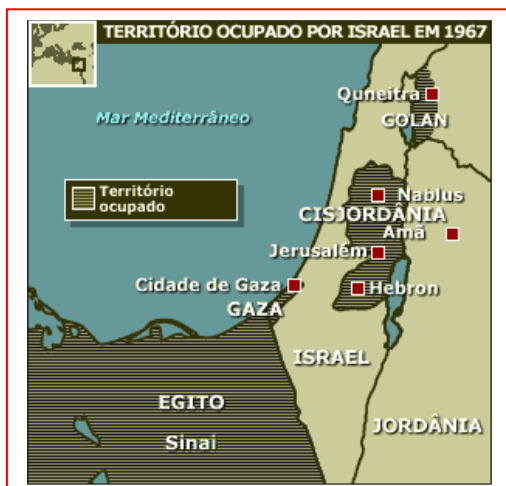 TERRITÓRIO OCUPADO POR ISRAEL EM 1967
Quneitra
Mar Mediterrâneo
GOLAN
Território
ocupado
Nablus
CISJORDÂNIA
Amã
Jerusalém
Cidade de Gaza
Hebron
GAZA
ISRAEL
EGITO
JORDÂNIA
Sinai